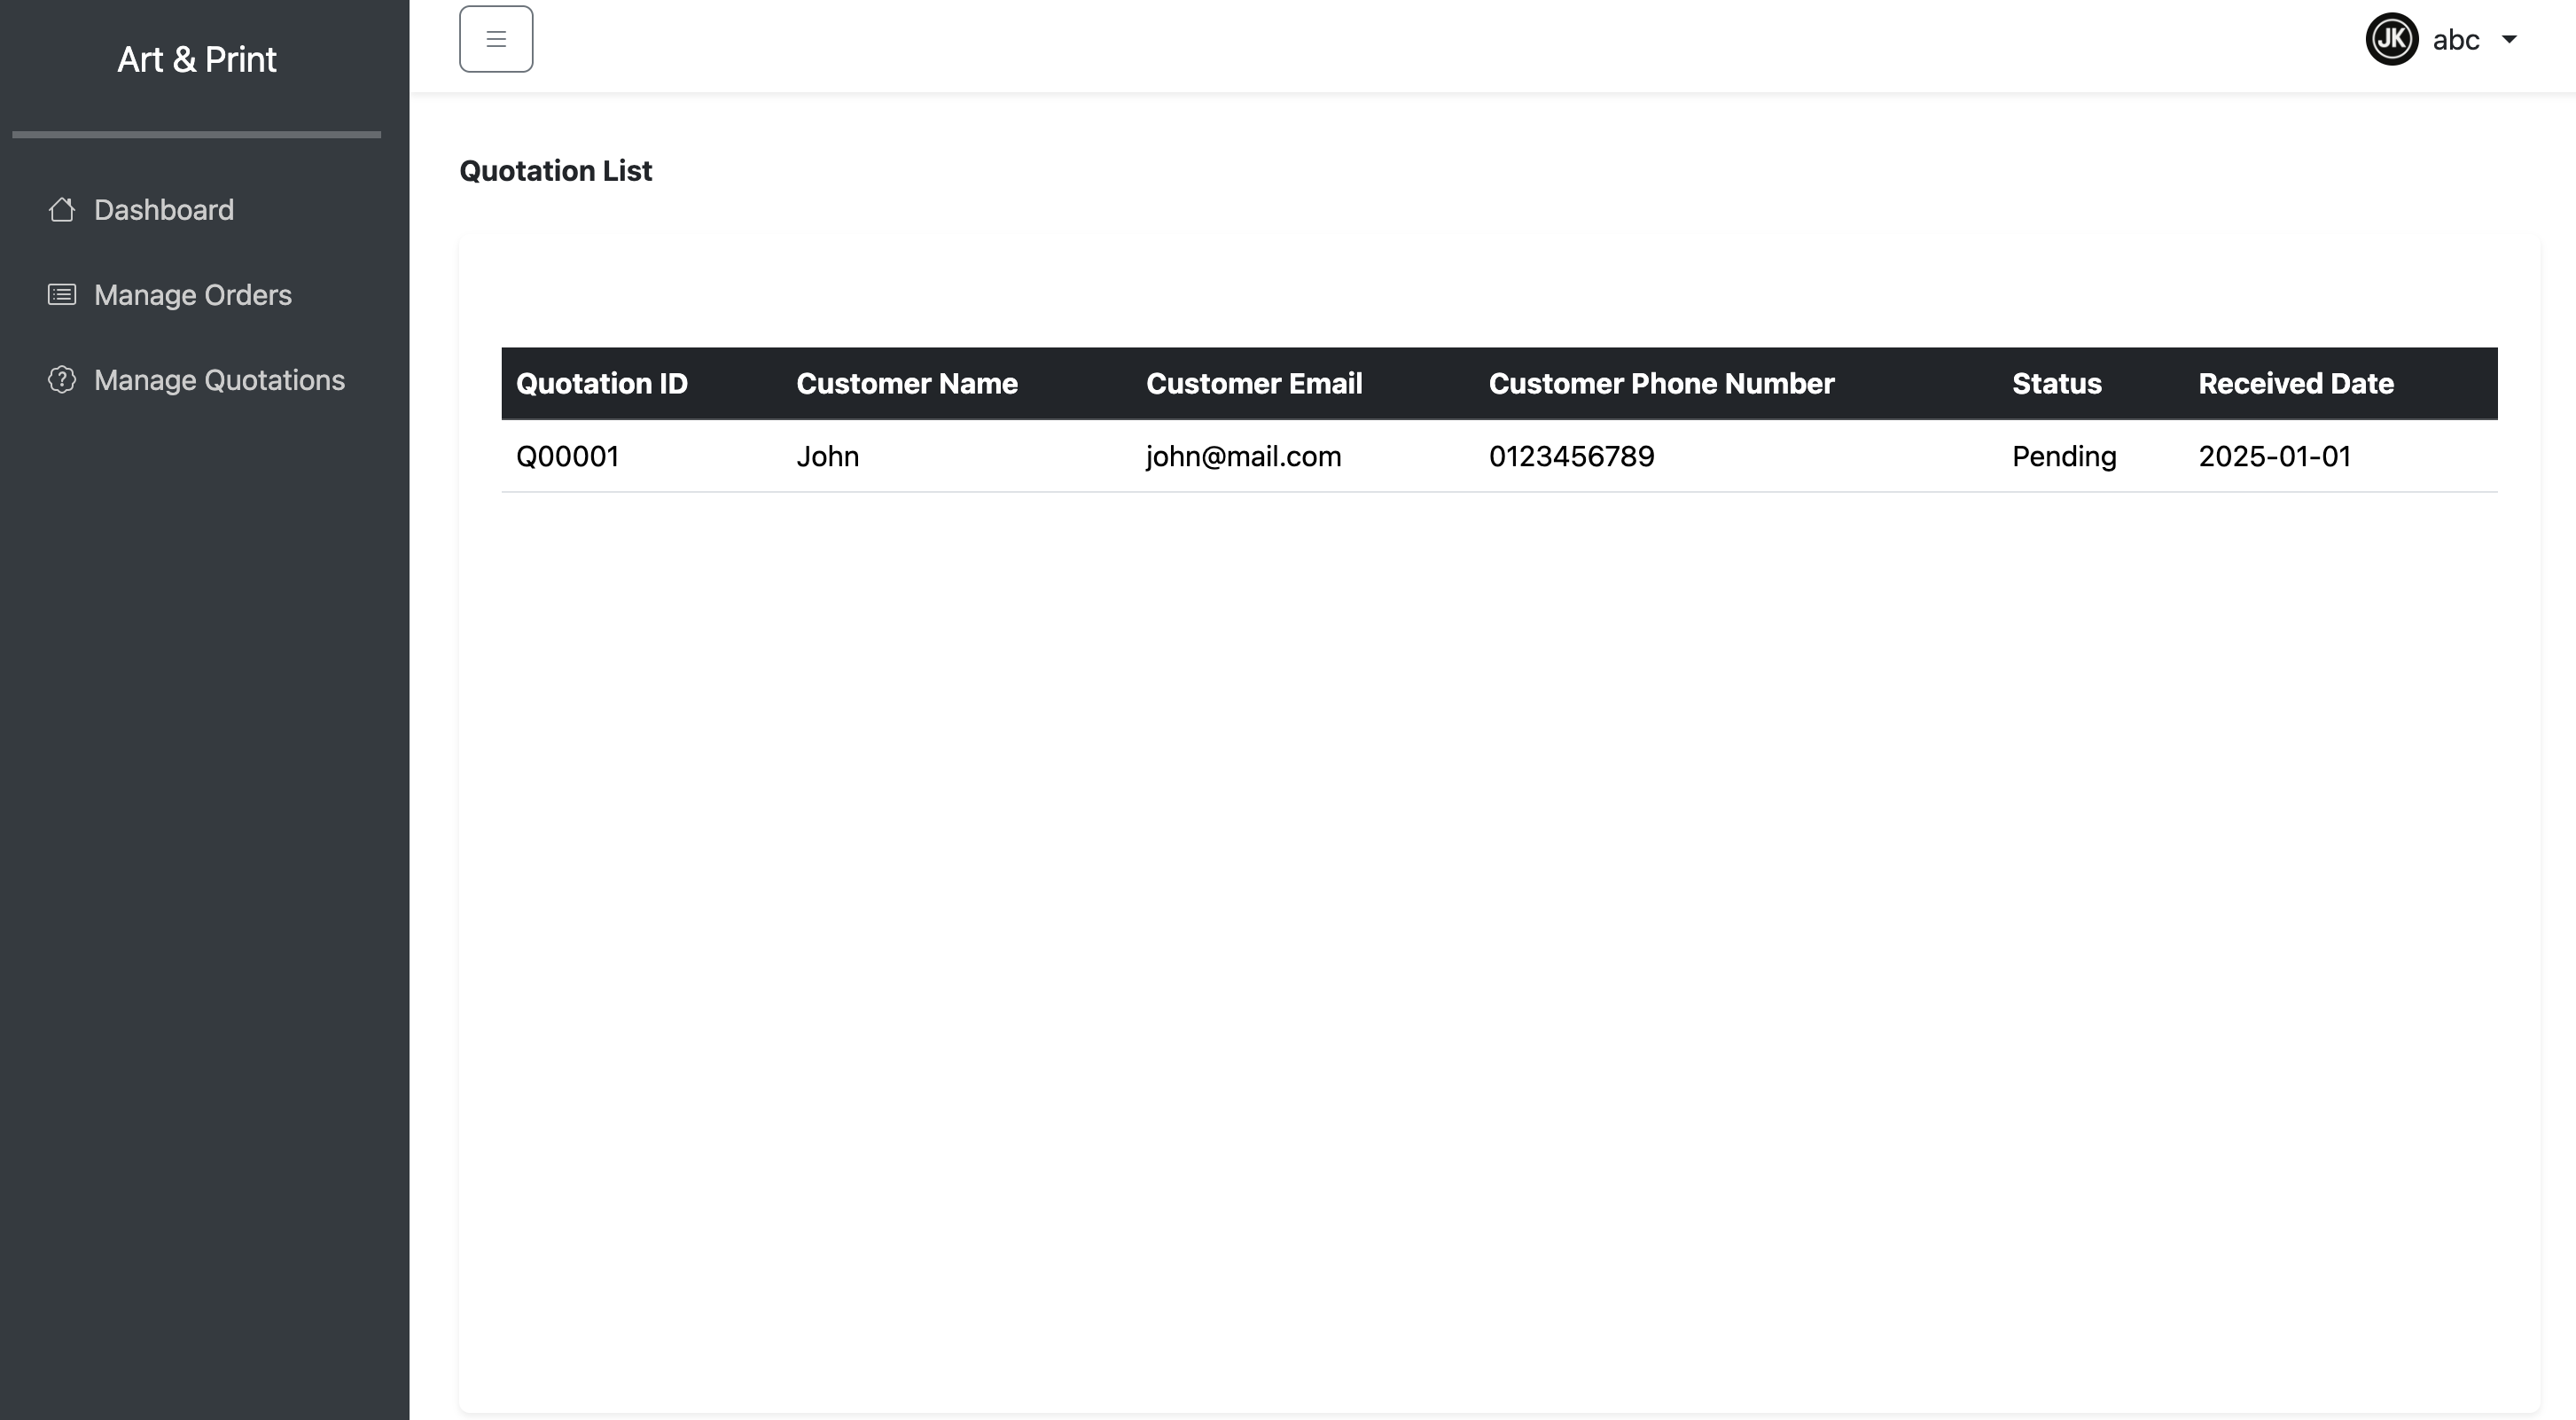 Art & Print
JK
abc
Dashboard
Manage Orders
Manage Quotations
Quotation List
Quotation ID Customer Name Customer Email Customer Phone Number Status Received Date
Q00001 John john@mail.com 0123456789 Pending 2025-01-01